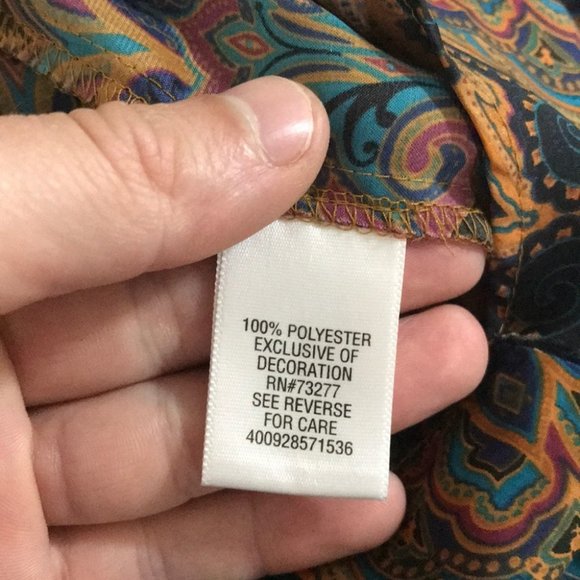 100% POLYESTER
EXCLUSIVE OF
DECORATION
RN#73277
SEE REVERSE
FOR CARE
400928571536